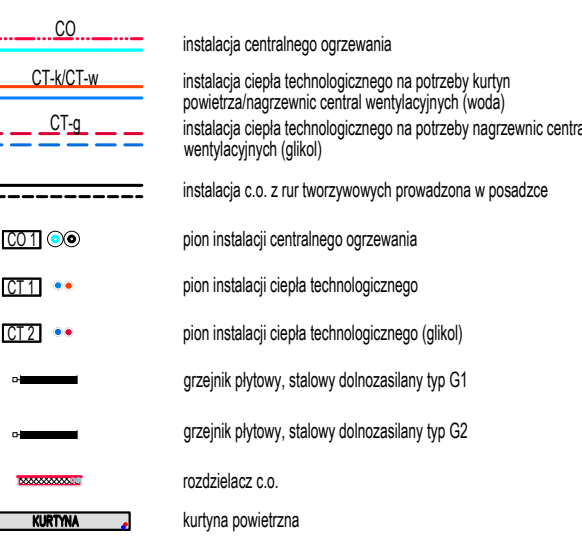 CO
instalacja centralnego ogrzewania
CT-k/CT-w
instalacja ciepła technologicznego na potrzeby kurtyn
powietrza/nagrzewnic central wentylacyjnych (woda)
CT-g
instalacja ciepła technologicznego na potrzeby nagrzewnic centra
wentylacyjnych (glikol)
instalacja c.o. z rur tworzywowych prowadzona w posadzce
CO 1
pion instalacji centralnego ogrzewania
CT 1
pion instalacji ciepła technologicznego
CT 2
pion instalacji ciepła technologicznego (glikol)
grzejnik płytowy, stalowy dolnozasilany typ G1
grzejnik płytowy, stalowy dolnozasilany typ G2
rozdzielacz c.o.
KURTYNA
kurtyna powietrzna